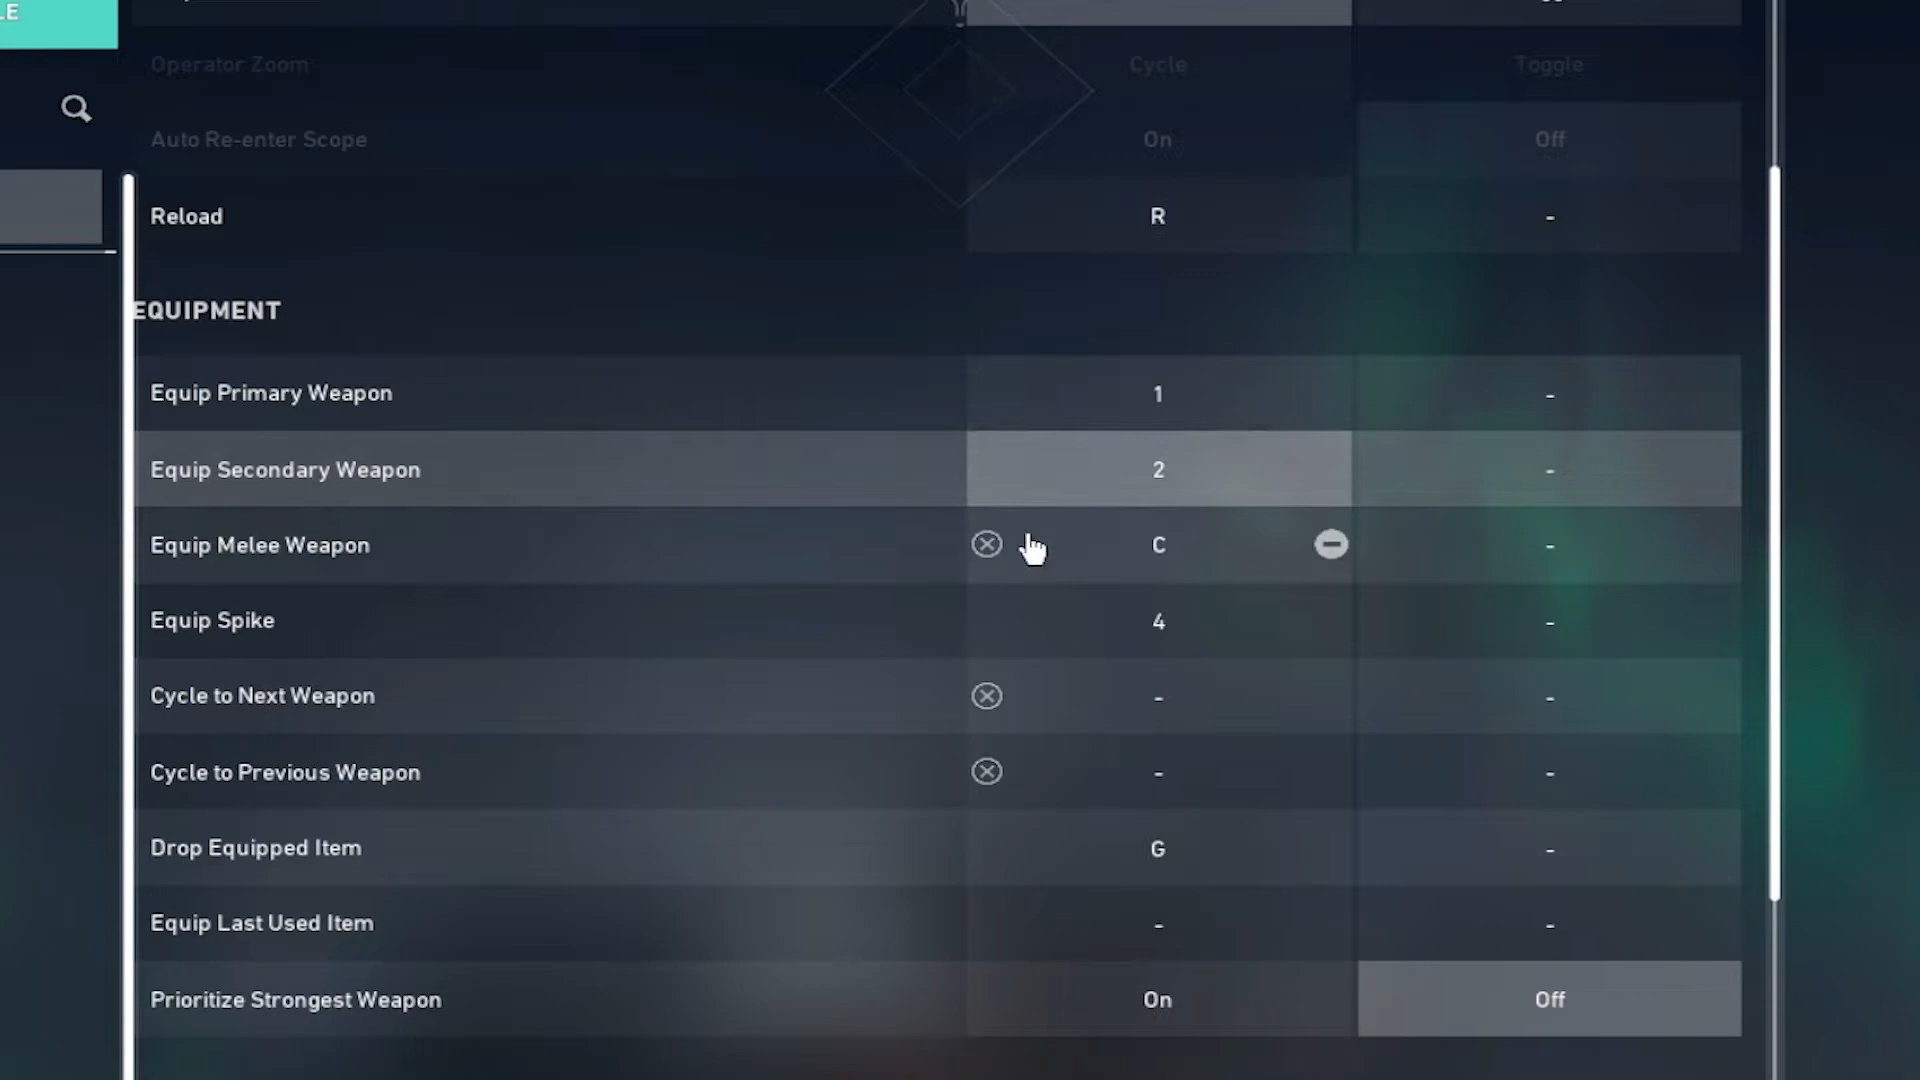 LE
Operator Zoom Cycle Toggle
Auto Re-enter Scope On Off
Reload R -
EQUIPMENT
Equip Primary Weapon 1 -
Equip Secondary Weapon 2 -
Equip Melee Weapon C -
Equip Spike 4 -
Cycle to Next Weapon - -
Cycle to Previous Weapon - -
Drop Equipped Item G -
Equip Last Used Item - -
Prioritize Strongest Weapon On Off